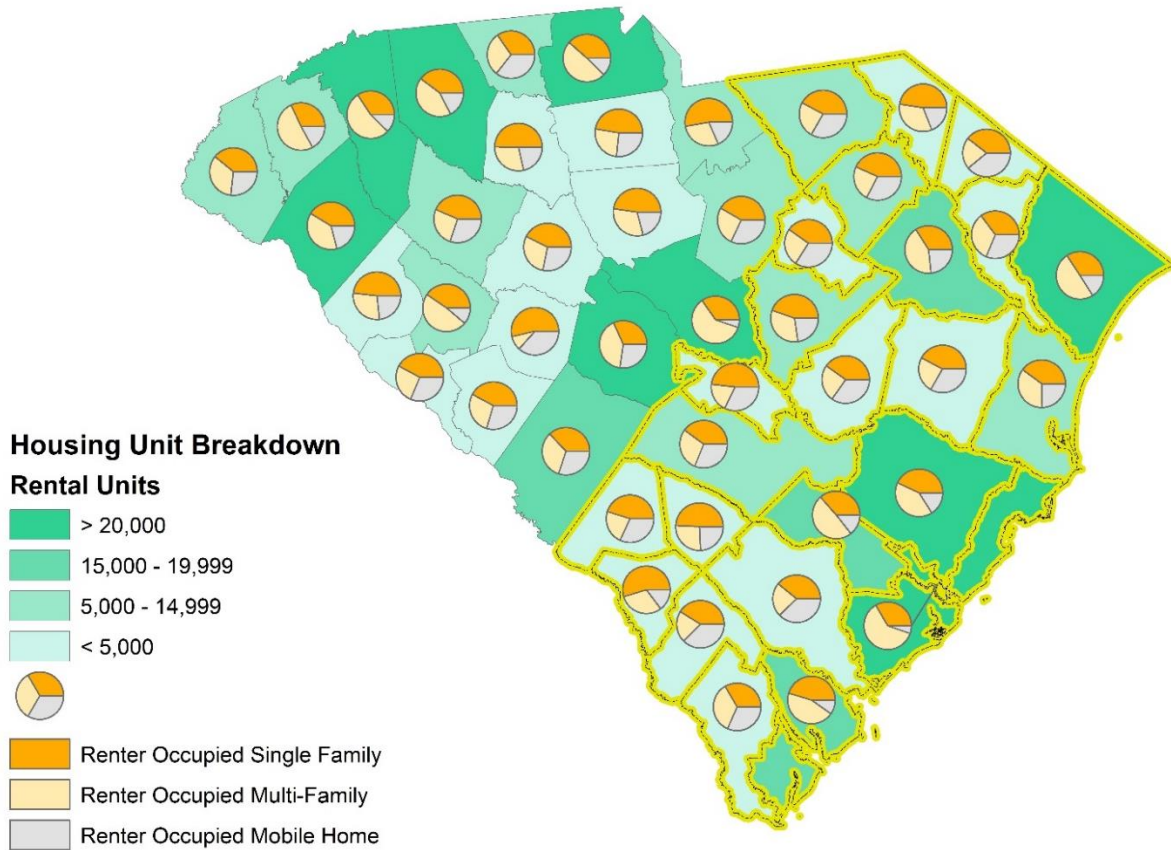 Housing Unit Breakdown
Rental Units
> 20,000
15,000 - 19,999
5,000 - 14,999
< 5,000
Renter Occupied Single Family
Renter Occupied Multi-Family
Renter Occupied Mobile Home